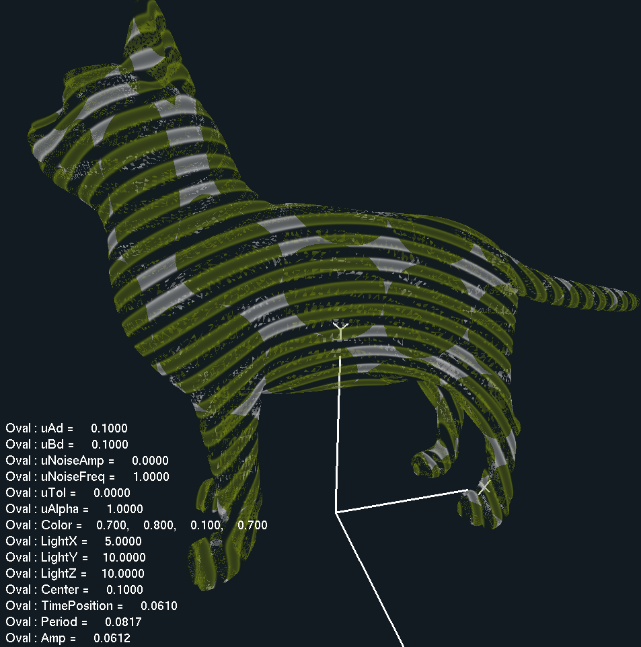 Y
X
Oval : uAd = 0.1000
Oval : uBd = 0.1000
Oval : uNoiseAmp = 0.0000
Oval : uNoiseFreq = 1.0000
Oval : uTol = 0.0000
Oval : uAlpha = 1.0000
Oval : Color = 0.700, 0.800, 0.100, 0.700
Oval : LightX = 5.0000
Oval : LightY = 10.0000
Oval : LightZ = 10.0000
Oval : Center = 0.1000
Oval : TimePosition = 0.0610
Oval : Period = 0.0817
Oval : Amp = 0.0612